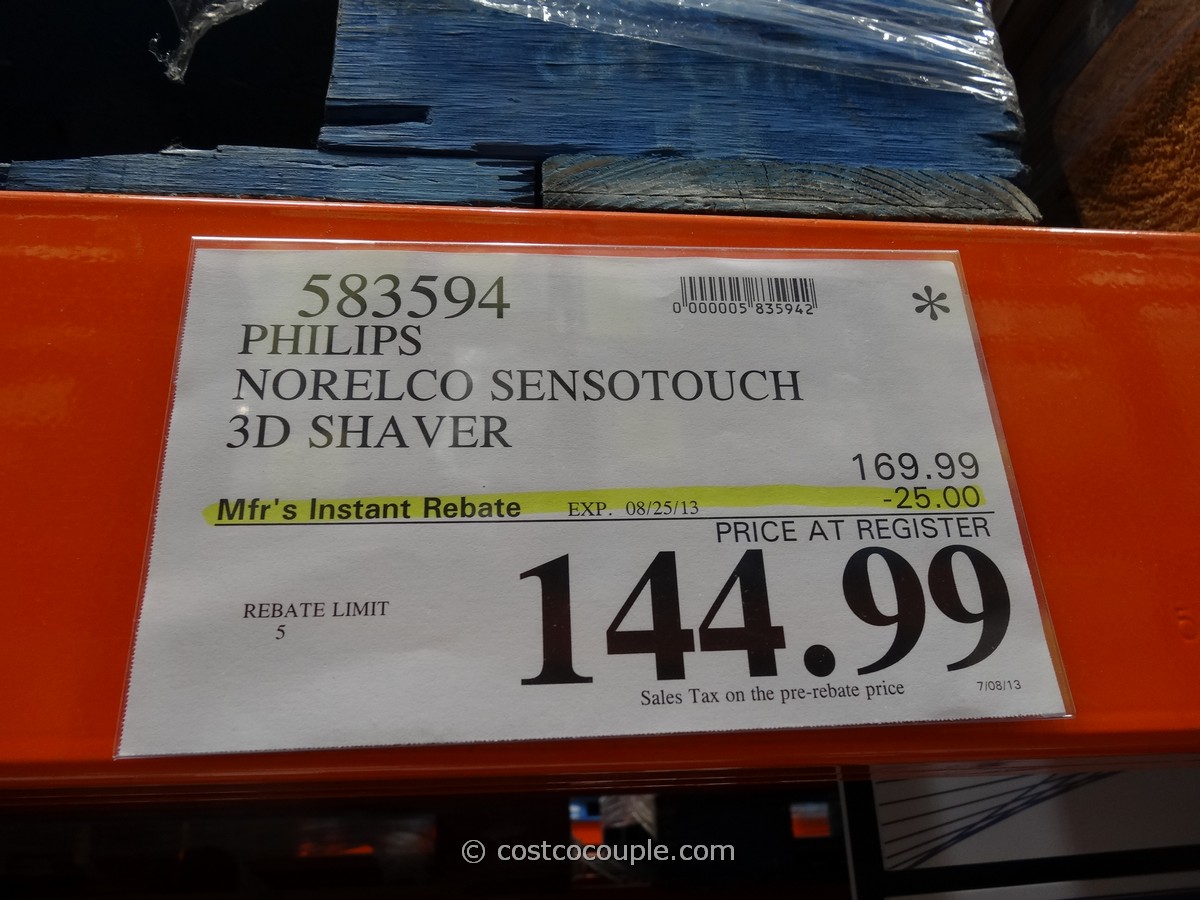 583594
0 000005 835942
*
PHILIPS
NORELCO SENSOTOUCH
3D SHAVER
169.99
Mfr's Instant Rebate EXP. 08/25/13 -25.00
PRICE AT REGISTER
144.99
REBATE LIMIT
5
Sales Tax on the pre-rebate price
7/08/13
© costcocouple.com